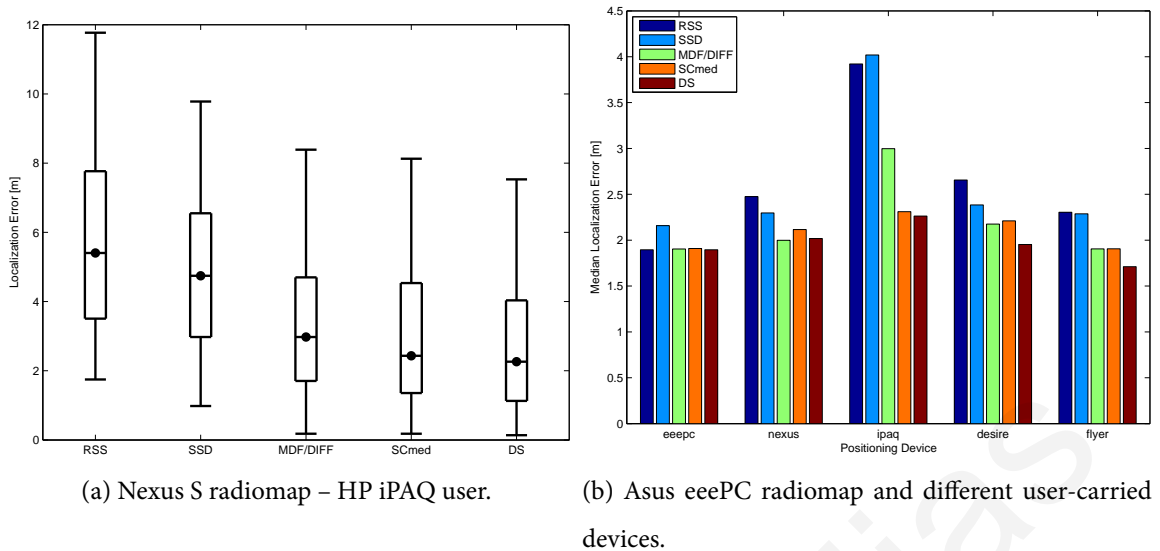 12
10
8
6
4
2
0
Localization Error [m]
RSS
SSD
MDF/DIFF
SCmed
DS
(a) Nexus S radiomap – HP iPAQ user.
4.5
4
3.5
3
2.5
2
1.5
1
0.5
0
Median Localization Error [m]
RSS
SSD
MDF/DIFF
SCmed
DS
eeepc
nexus
ipaq
desire
flyer
Positioning Device
(b) Asus eeePC radiomap and different user-carried
devices.